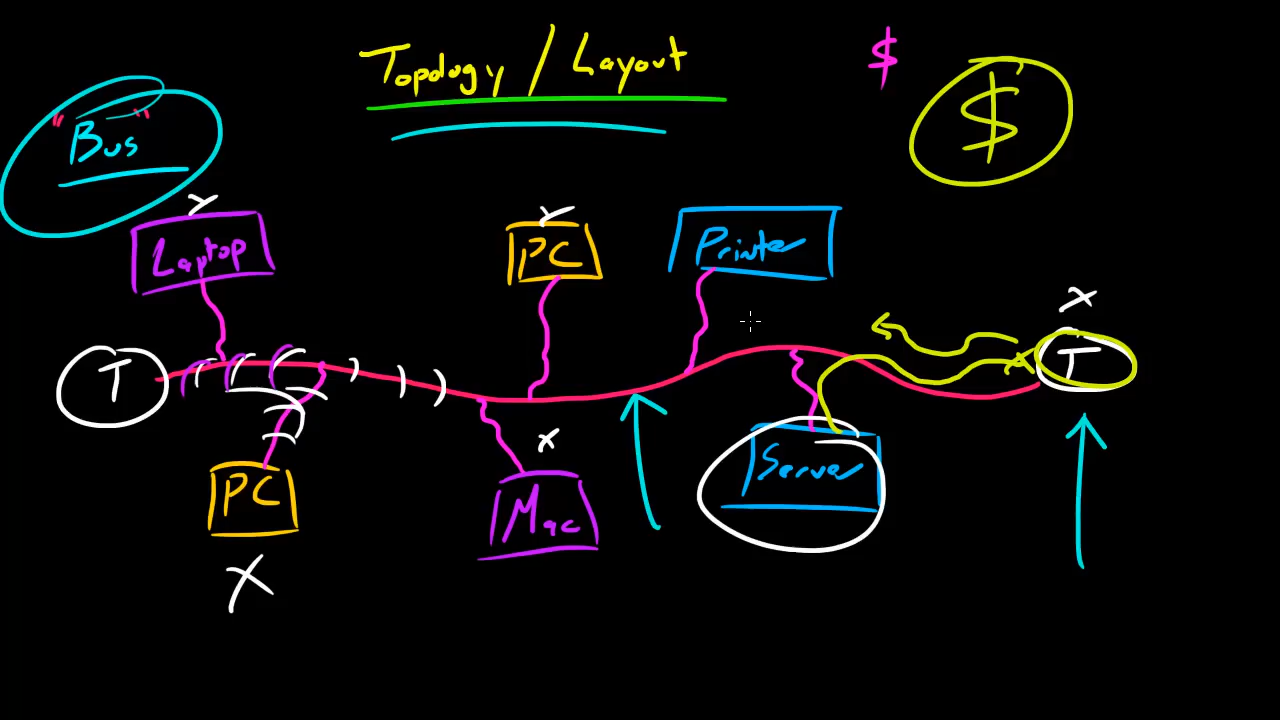 Topology / Layout
$
$
"Bus"
Laptop
PC
Printer
T
T
PC
Mac
Server
X
X
X